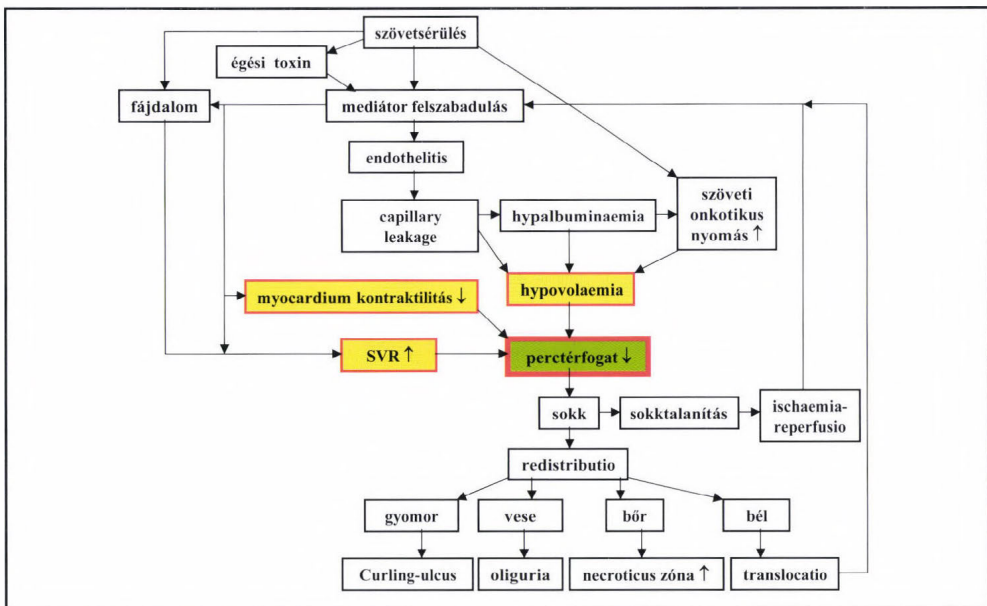 szövetsérülés
égési toxin
fájdalom
mediátor felszabadulás
endothelitis
capillary
leakage
hypalbuminaemia
szöveti
onkotikus
nyomás ↑
myocardium kontraktilitás ↓
hypovolaemia
SVR ↑
perctérfogat ↓
sokk
sokktalanítás
ischaemia-
reperfusio
redistributio
gyomor
vese
bőr
bél
Curling-ulcus
oliguria
necroticus zóna ↑
translocatio